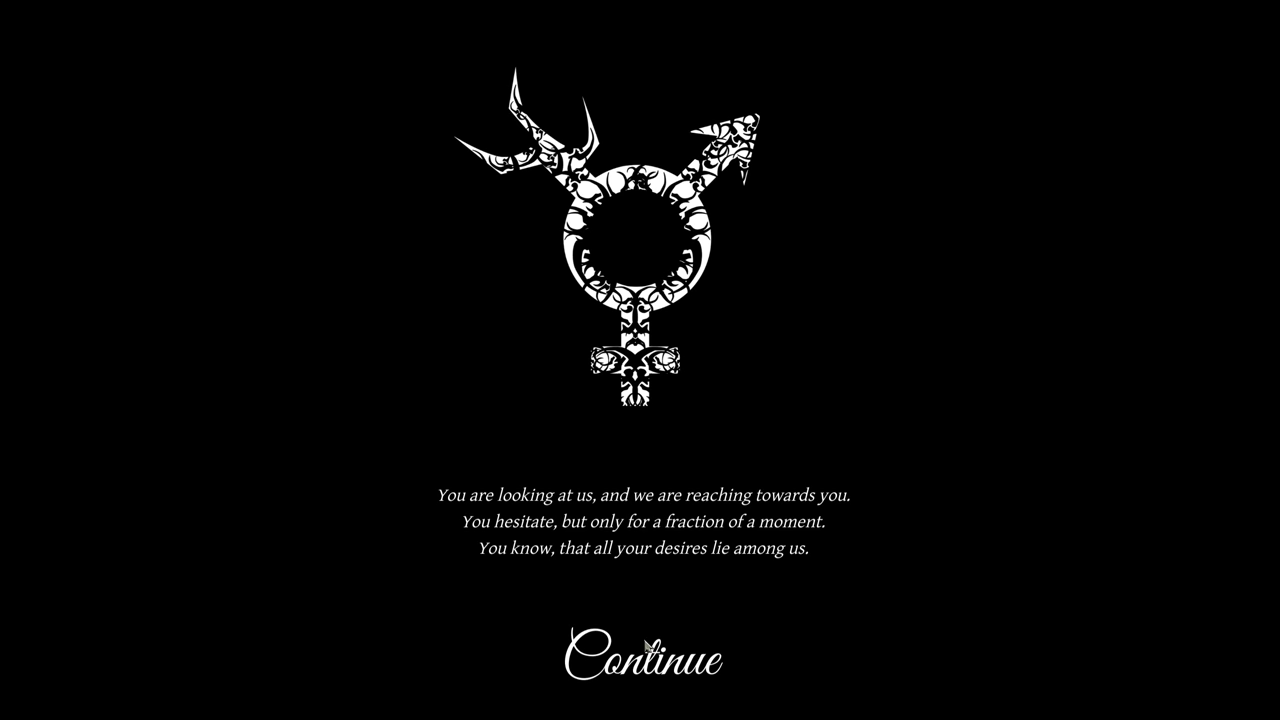 You are looking at us, and we are reaching towards you.
You hesitate, but only for a fraction of a moment.
You know, that all your desires lie among us.
Continue